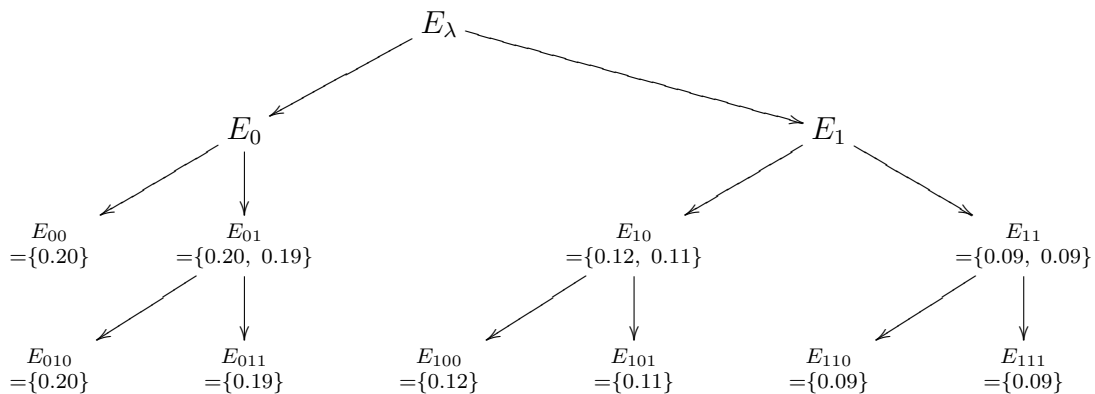 E_λ
E_0 E_1
E_00 E_01 E_10 E_11
={0.20} ={0.20, 0.19} ={0.12, 0.11} ={0.09, 0.09}
E_010 E_011 E_100 E_101 E_110 E_111
={0.20} ={0.19} ={0.12} ={0.11} ={0.09} ={0.09}